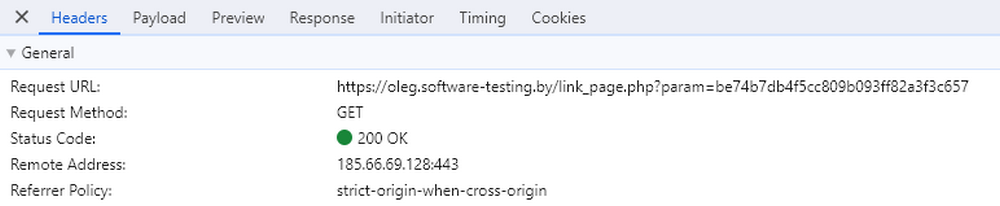 Headers Payload Preview Response Initiator Timing Cookies
General
Request URL: https://oleg.software-testing.by/link_page.php?param=be74b7db4f5cc809b093ff82a3f3c657
Request Method: GET
Status Code: 200 OK
Remote Address: 185.66.69.128:443
Referrer Policy: strict-origin-when-cross-origin